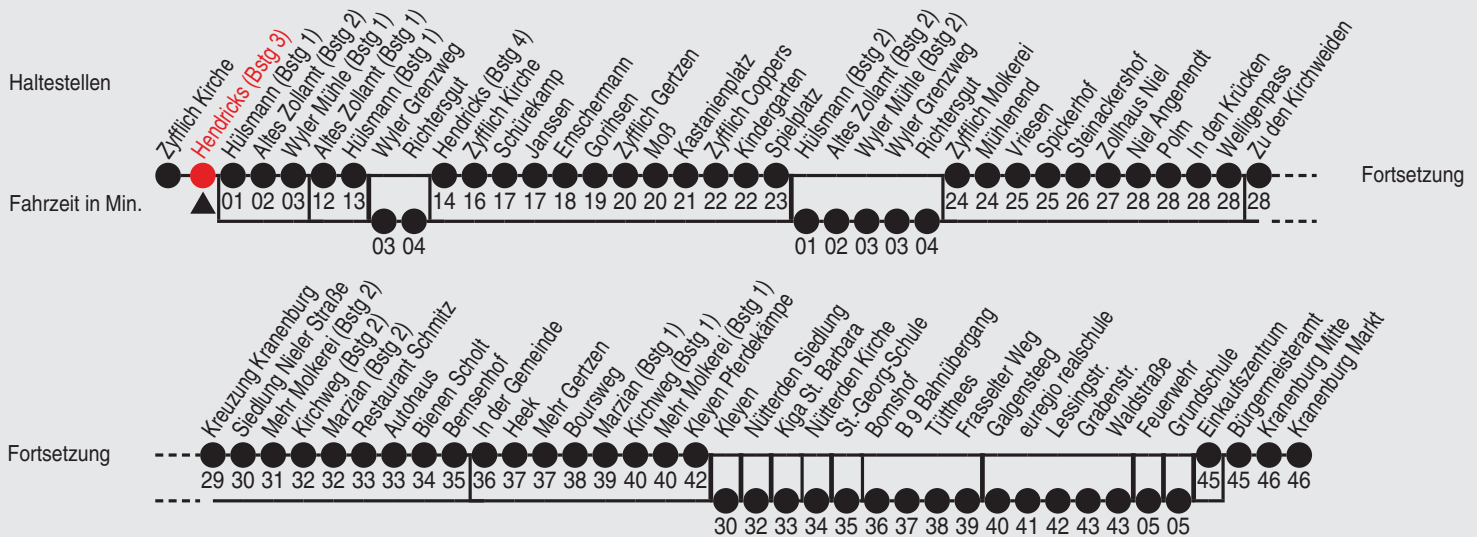 Haltestellen
Zyfflich Kirche
Hendricks (Bstg 3)
Hülsmann (Bstg 1)
Altes Zollamt (Bstg 2)
Wyler Mühle (Bstg 1)
Altes Zollamt (Bstg 1)
Hülsmann (Bstg 1)
Wyler Grenzweg
Richtersgut
Hendricks (Bstg 4)
Zyfflich Kirche
Schürekamp
Janssen
Emschermann
Gorihsen
Zyfflich Gertzen
Moß
Kastanienplatz
Zyfflich Coppers
Kindergarten
Spielplatz
Hülsmann (Bstg 2)
Altes Zollamt (Bstg 2)
Wyler Mühle (Bstg 2)
Wyler Grenzweg
Richtersgut
Zyfflich Molkerei
Mühlenend
Vriesen
Spickerhof
Steinackershof
Zollhaus Niel
Niel Angenendt
Polm
In den Krücken
Welligenpass
Zu den Kirchweiden
Fortsetzung
Fahrzeit in Min.
01 02 03 12 13 14 16 17 17 18 19 20 20 21 22 22 23 24 24 25 25 26 27 28 28 28 28 28
03 04 01 02 03 03 04
Fortsetzung
Kreuzung Kranenburg
Siedlung Nieler Straße
Mehr Molkerei (Bstg 2)
Kirchweg (Bstg 2)
Marzian (Bstg 2)
Restaurant Schmitz
Autohaus
Bienen Scholt
Bernsenhof
In der Gemeinde
Heek
Mehr Gertzen
Boursweg
Marzian (Bstg 1)
Kirchweg (Bstg 1)
Mehr Molkerei (Bstg 1)
Kleyen Pferdekämpe
Kleyen
Nütterden Siedlung
Kiga St. Barbara
Nütterden Kirche
St.-Georg-Schule
Bomshof
B 9 Bahnübergang
Tütthees
Frasselter Weg
Galgensteeg
euregio realschule
Lessingstr.
Grabenstr.
Waldstraße
Feuerwehr
Grundschule
Einkaufszentrum
Bürgermeisteramt
Kranenburg Mitte
Kranenburg Markt
29 30 31 32 32 33 33 34 35 36 37 37 38 39 40 40 42 45 45 46 46
30 32 33 34 35 36 37 38 39 40 41 42 43 43 05 05